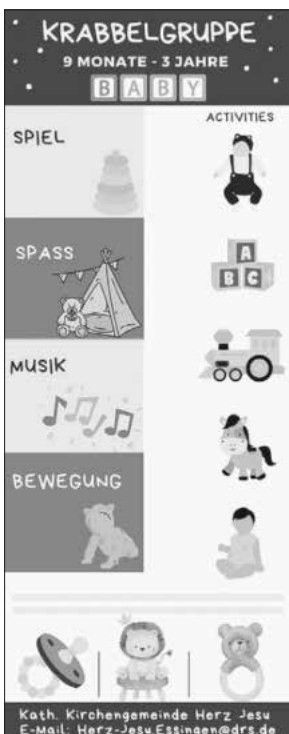 KRABBELGRUPPE
9 MONATE - 3 JAHRE
BABY
ACTIVITIES
SPIEL
SPASS
A
B C
MUSIK
BEWEGUNG
Kath. Kirchengemeinde Herz Jesu
E-Mail: Herz-Jesu.Essingen@drs.de